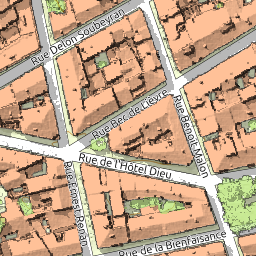 Rue Delon Soubeyran
Rue Bec de Lièvre
Rue Benoît Malon
Rue de l'Hôtel Dieu
Rue Ernest Renan
Rue de la Bienfaisance